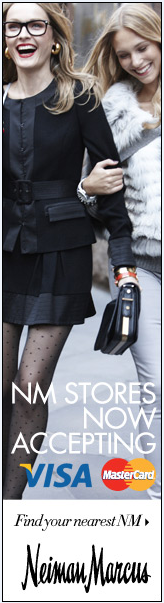 NM STORES
NOW
ACCEPTING
VISA MasterCard
Find your nearest NM
Neiman Marcus